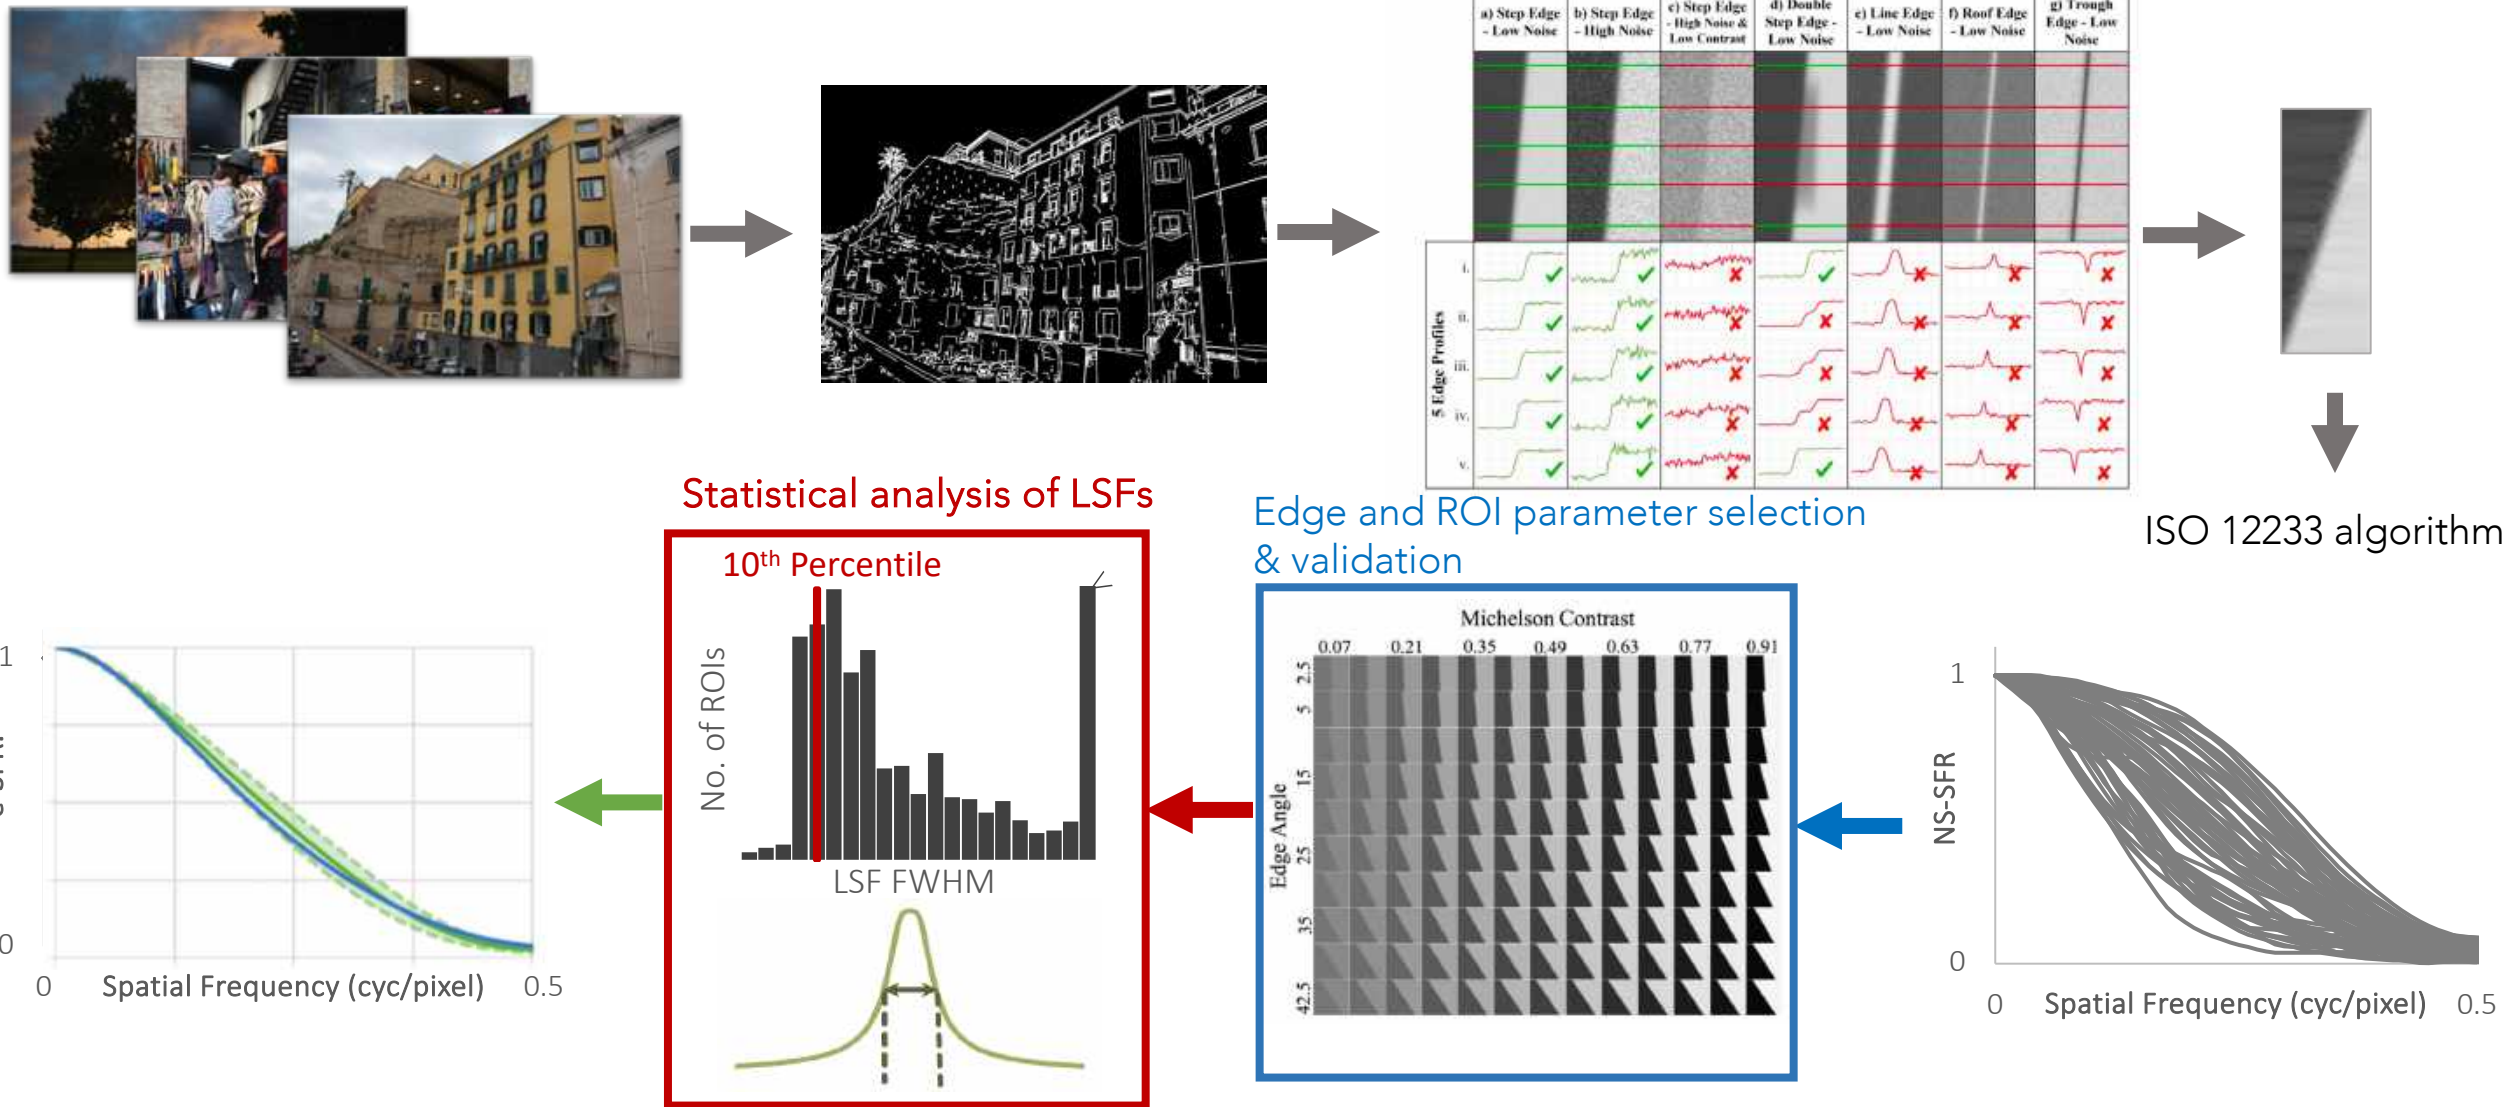 a) Step Edge
- Low Noise
b) Step Edge
- High Noise
c) Step Edge
- High Noise &
Low Contrast
d) Double
Step Edge -
Low Noise
e) Line Edge
- Low Noise
f) Roof Edge
- Low Noise
g) Trough
Edge - Low
Noise
5 Edge Profiles
i.
ii.
iii.
iv.
v.
ISO 12233 algorithm
Statistical analysis of LSFs
10th Percentile
No. of ROIs
LSF FWHM
Edge and ROI parameter selection
& validation
Michelson Contrast
0.07 0.21 0.35 0.49 0.63 0.77 0.91
Edge Angle
2.5
5
15
25
35
42.5
1
NS-SFR
0
0 Spatial Frequency (cyc/pixel) 0.5
1
0
0 Spatial Frequency (cyc/pixel) 0.5